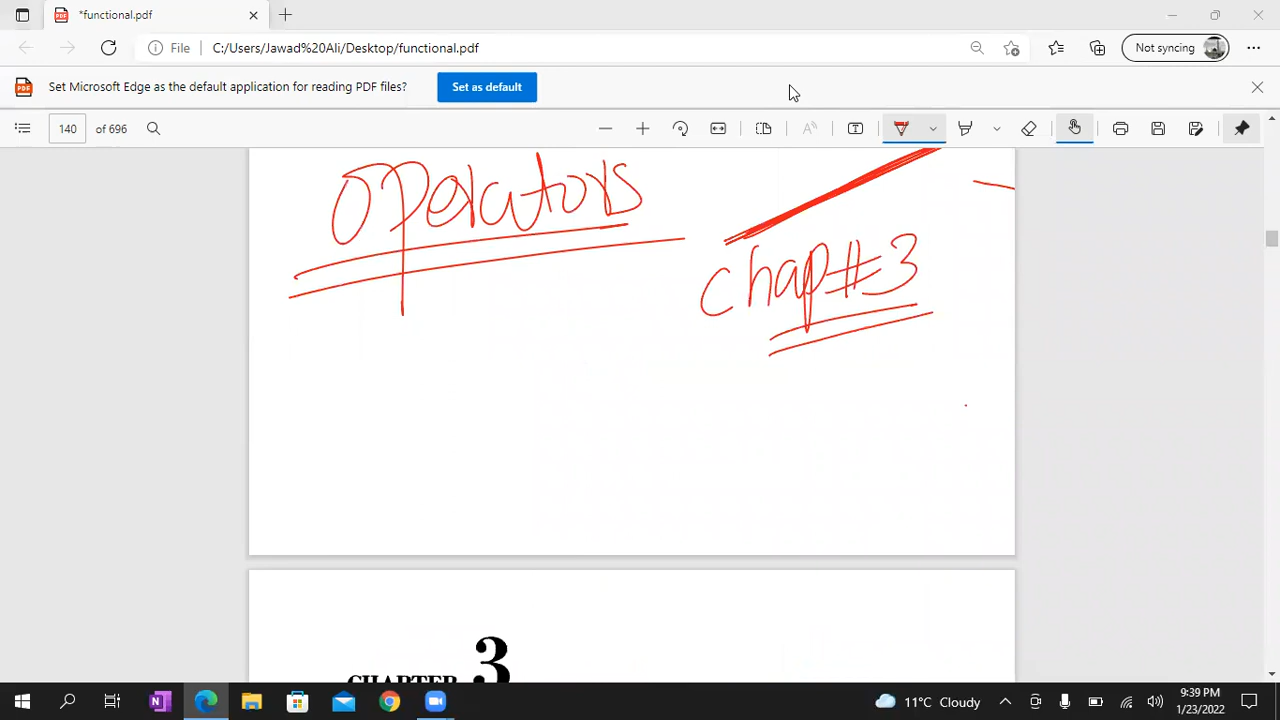 *functional.pdf
File C:/Users/Jawad%20Ali/Desktop/functional.pdf
Not syncing
Set Microsoft Edge as the default application for reading PDF files?
Set as default
140 of 696
operators
chap#3
CHAPTER 3
11°C Cloudy
9:39 PM
1/23/2022